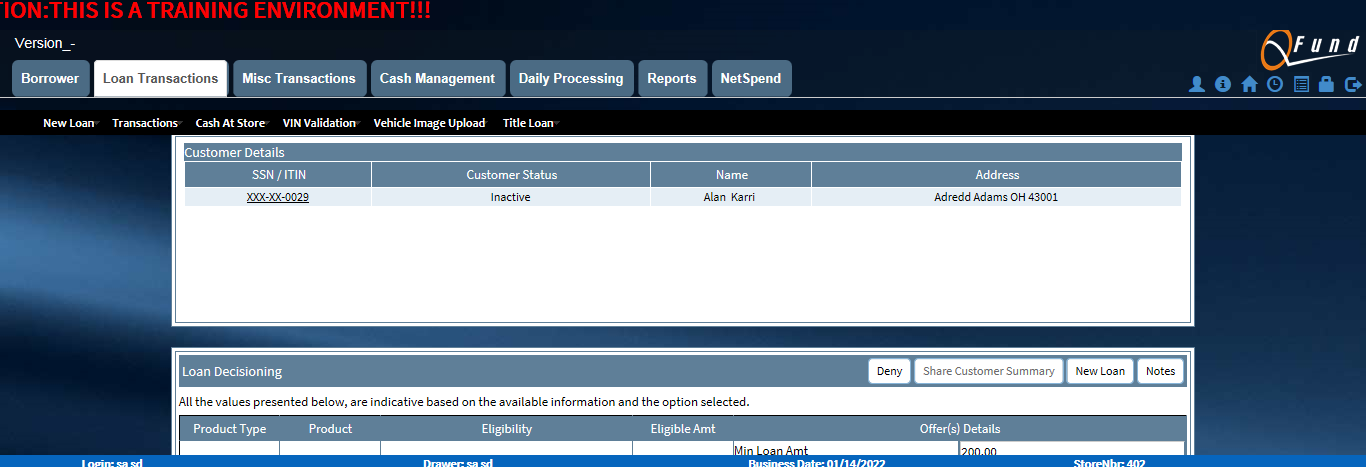 TION:THIS IS A TRAINING ENVIRONMENT!!!
Version_-
QFund
Borrower Loan Transactions Misc Transactions Cash Management Daily Processing Reports NetSpend
New Loan Transactions Cash At Store VIN Validation Vehicle Image Upload Title Loan
Customer Details
SSN / ITIN Customer Status Name Address
XXX-XX-0029 Inactive Alan Karri Adredd Adams OH 43001
Loan Decisioning Deny Share Customer Summary New Loan Notes
All the values presented below, are indicative based on the available information and the option selected.
Product Type Product Eligibility Eligible Amt Offer(s) Details
Min Loan Amt 200.00
Login: sa sd Drawer: sa sd Business Date: 01/14/2022 StoreNbr: 402